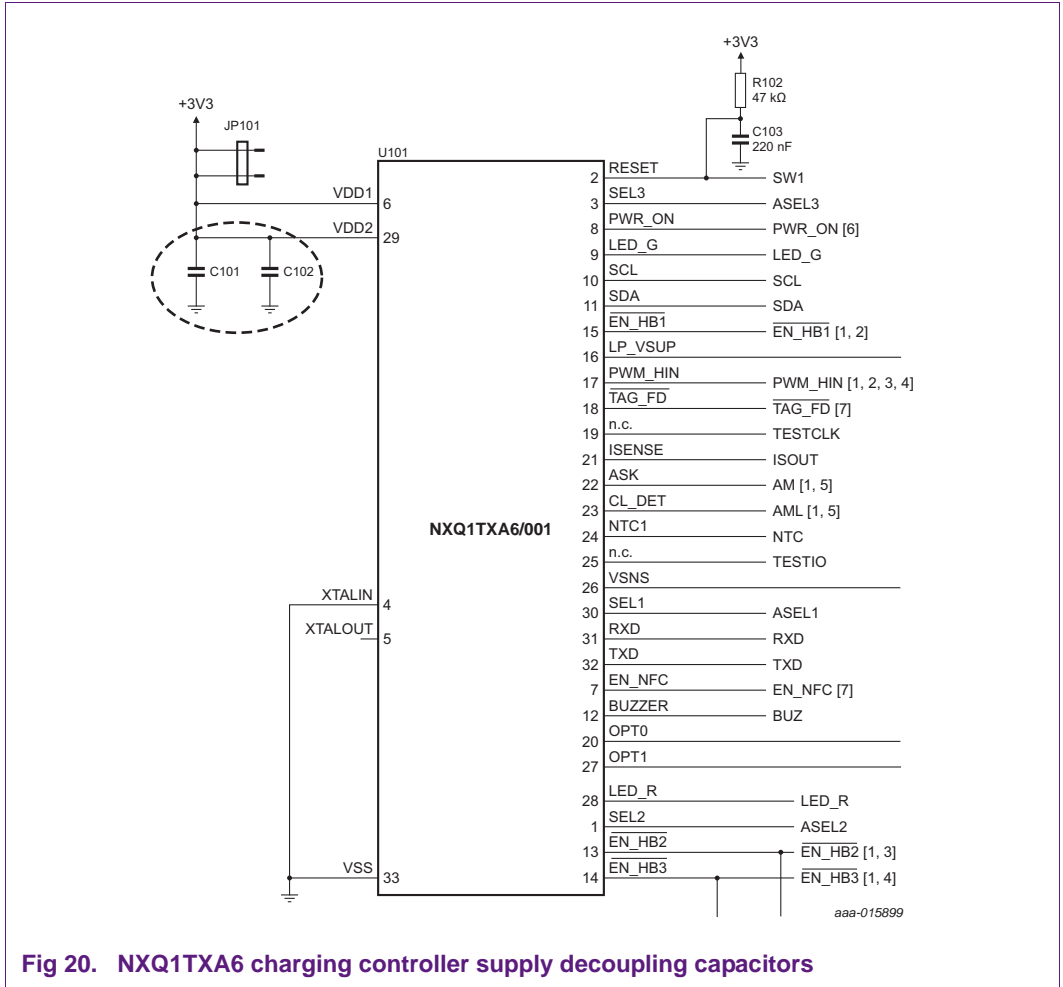 +3V3
R102
47 kΩ
C103
220 nF
+3V3
JP101
U101
VDD1
6
VDD2
29
C101
C102
XTALIN
4
XTALOUT
5
VSS
33
NXQ1TXA6/001
2 RESET SW1
3 SEL3 ASEL3
8 PWR_ON PWR_ON [6]
9 LED_G LED_G
10 SCL SCL
11 SDA SDA
15 EN_HB1 EN_HB1 [1, 2]
16 LP_VSUP
17 PWM_HIN PWM_HIN [1, 2, 3, 4]
18 TAG_FD TAG_FD [7]
19 n.c. TESTCLK
21 ISENSE ISOUT
22 ASK AM [1, 5]
23 CL_DET AML [1, 5]
24 NTC1 NTC
25 n.c. TESTIO
26 VSNS
30 SEL1 ASEL1
31 RXD RXD
32 TXD TXD
7 EN_NFC EN_NFC [7]
12 BUZZER BUZ
20 OPT0
27 OPT1
28 LED_R LED_R
1 SEL2 ASEL2
13 EN_HB2 EN_HB2 [1, 3]
14 EN_HB3 EN_HB3 [1, 4]
aaa-015899
Fig 20. NXQ1TXA6 charging controller supply decoupling capacitors